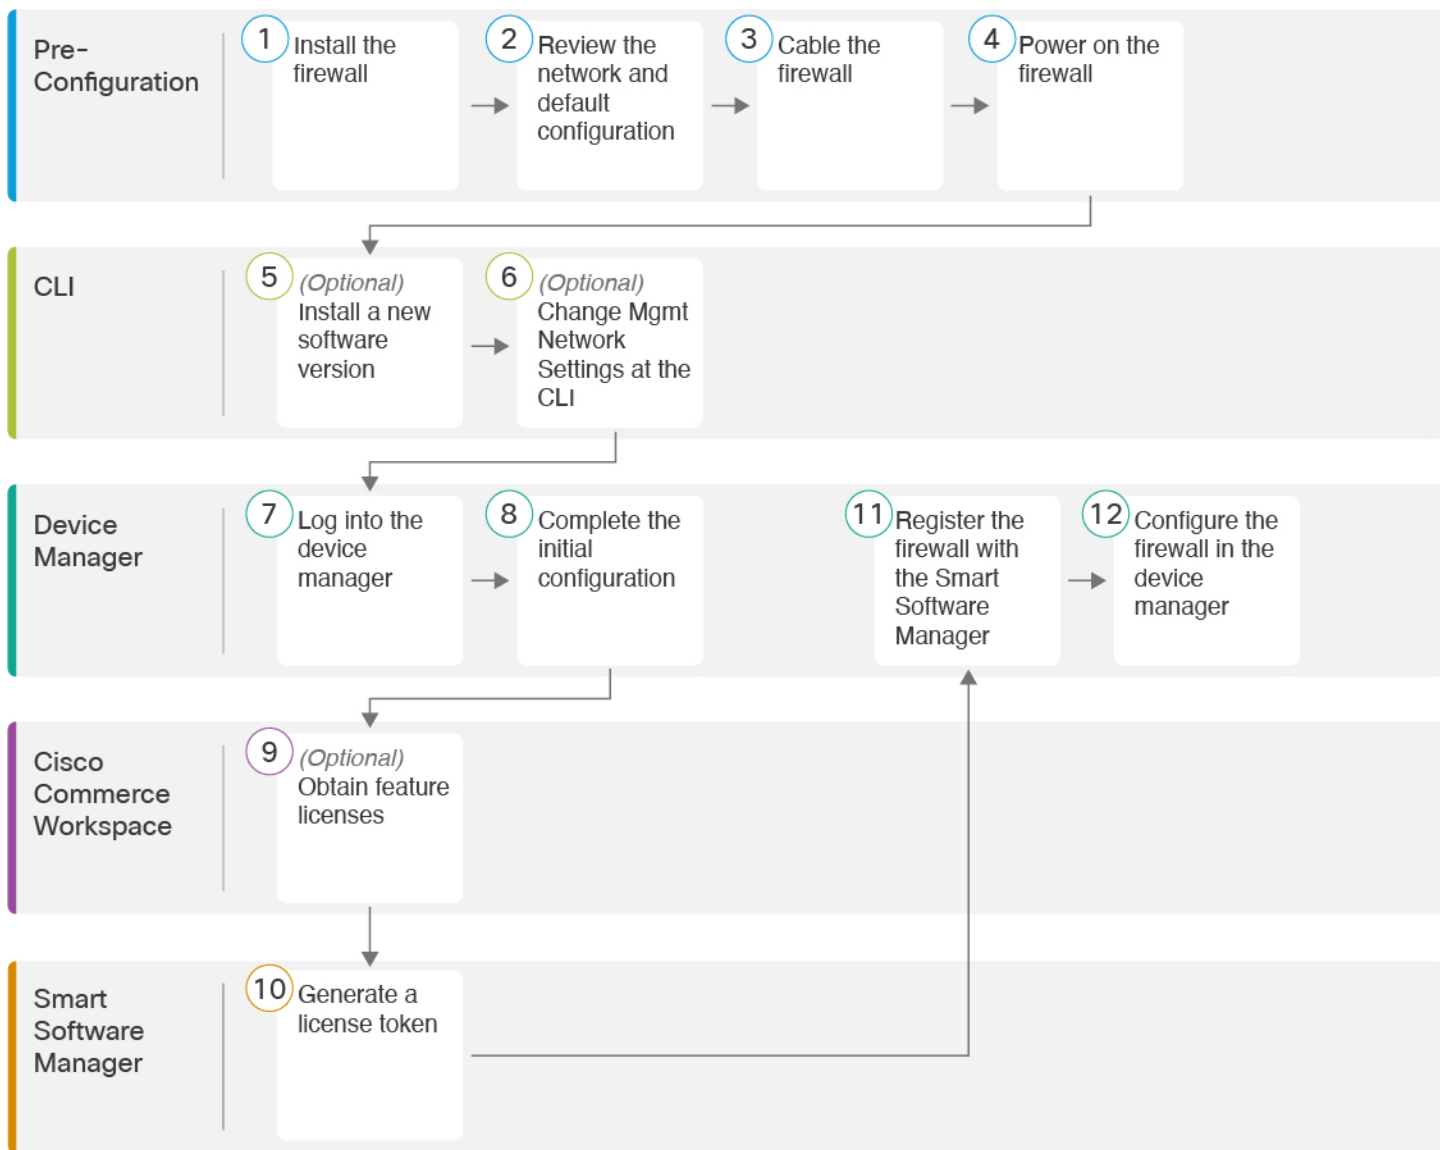 Pre-
Configuration
1
Install the
firewall
2
Review the
network and
default
configuration
3
Cable the
firewall
4
Power on the
firewall
CLI
5
(Optional)
Install a new
software
version
6
(Optional)
Change Mgmt
Network
Settings at the
CLI
Device
Manager
7
Log into the
device
manager
8
Complete the
initial
configuration
11
Register the
firewall with
the Smart
Software
Manager
12
Configure the
firewall in the
device
manager
Cisco
Commerce
Workspace
9
(Optional)
Obtain feature
licenses
Smart
Software
Manager
10
Generate a
license token